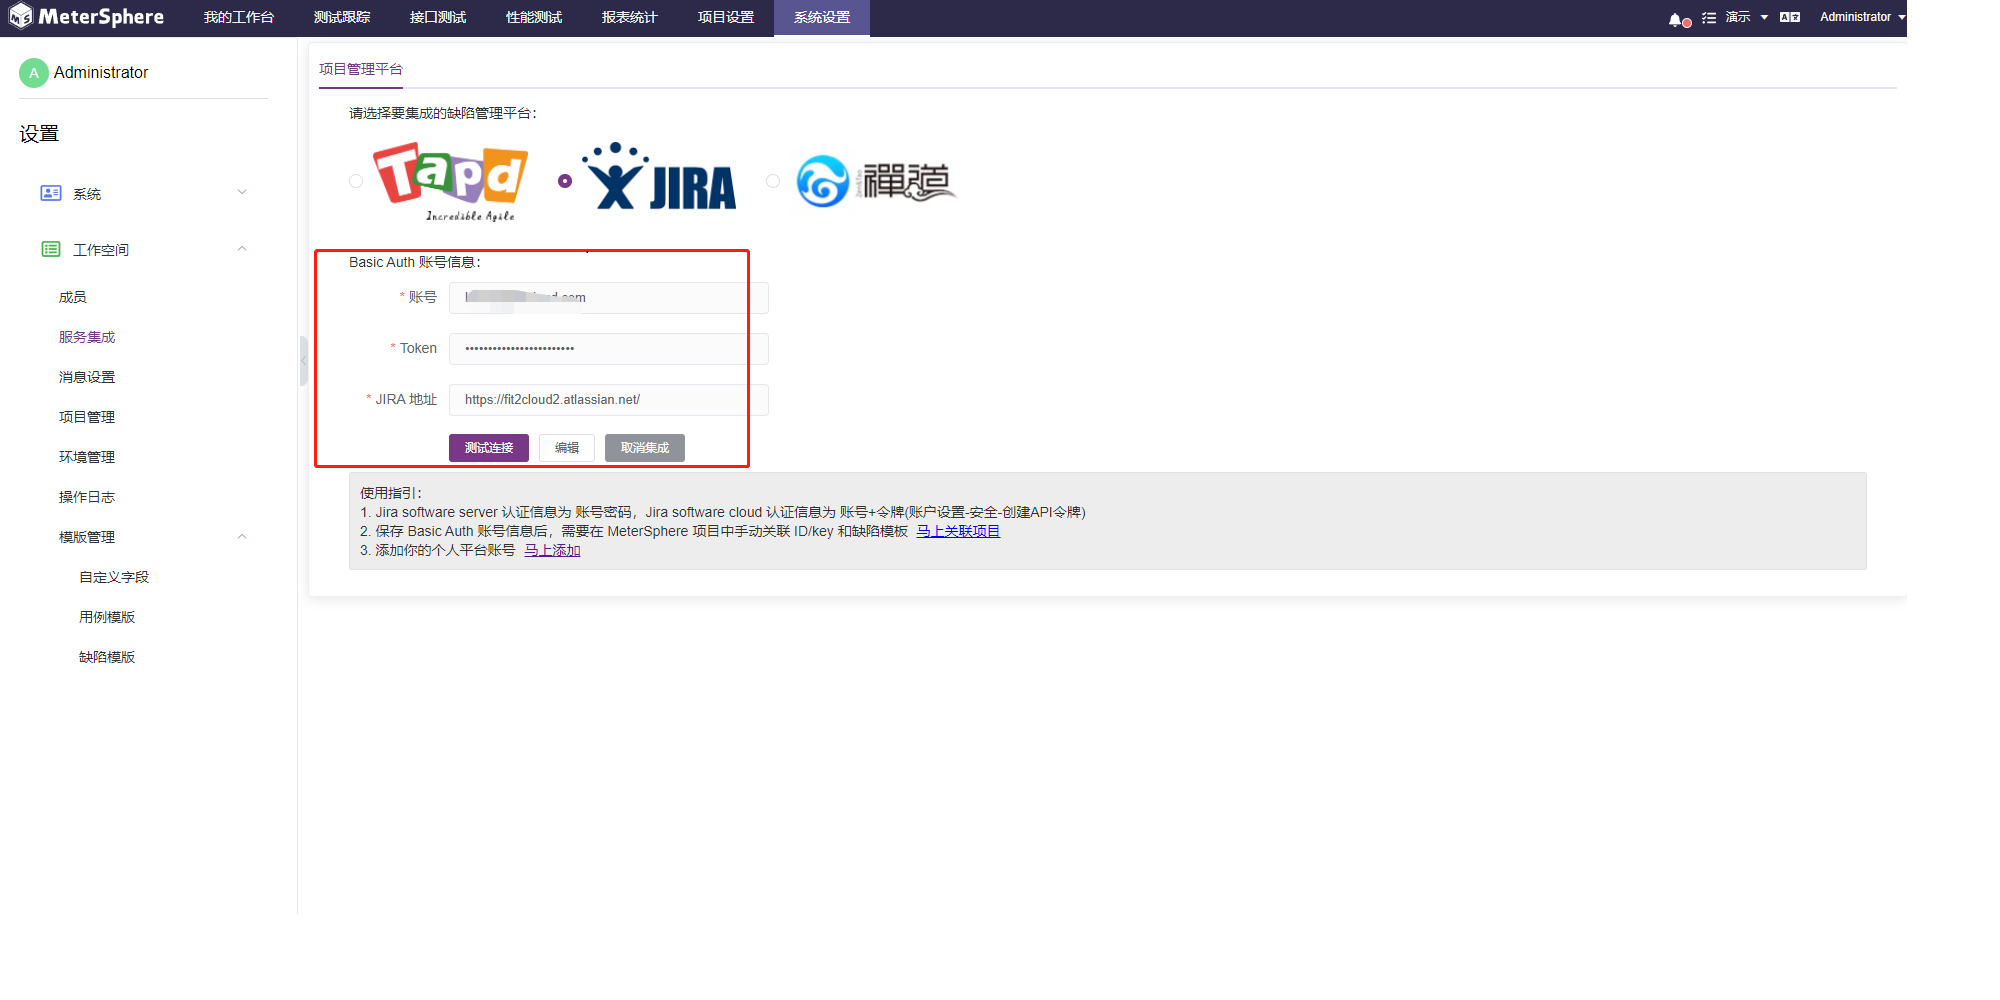 MeterSphere 我的工作台 测试跟踪 接口测试 性能测试 报表统计 项目设置 系统设置 演示 Administrator
A Administrator
设置
系统
工作空间
成员
服务集成
消息设置
项目管理
环境管理
操作日志
模版管理
自定义字段
用例模版
缺陷模版
项目管理平台
请选择要集成的缺陷管理平台：
Tapd
Incredible Agile
JIRA
禪道
Basic Auth 账号信息：
* 账号
* Token ••••••••••••••••••••••••
* JIRA 地址 https://fit2cloud2.atlassian.net/
测试连接 编辑 取消集成
使用指引：
1. Jira software server 认证信息为 账号密码，Jira software cloud 认证信息为 账号+令牌(账户设置-安全-创建API令牌)
2. 保存 Basic Auth 账号信息后，需要在 MeterSphere 项目中手动关联 ID/key 和缺陷模板 马上关联项目
3. 添加你的个人平台账号 马上添加